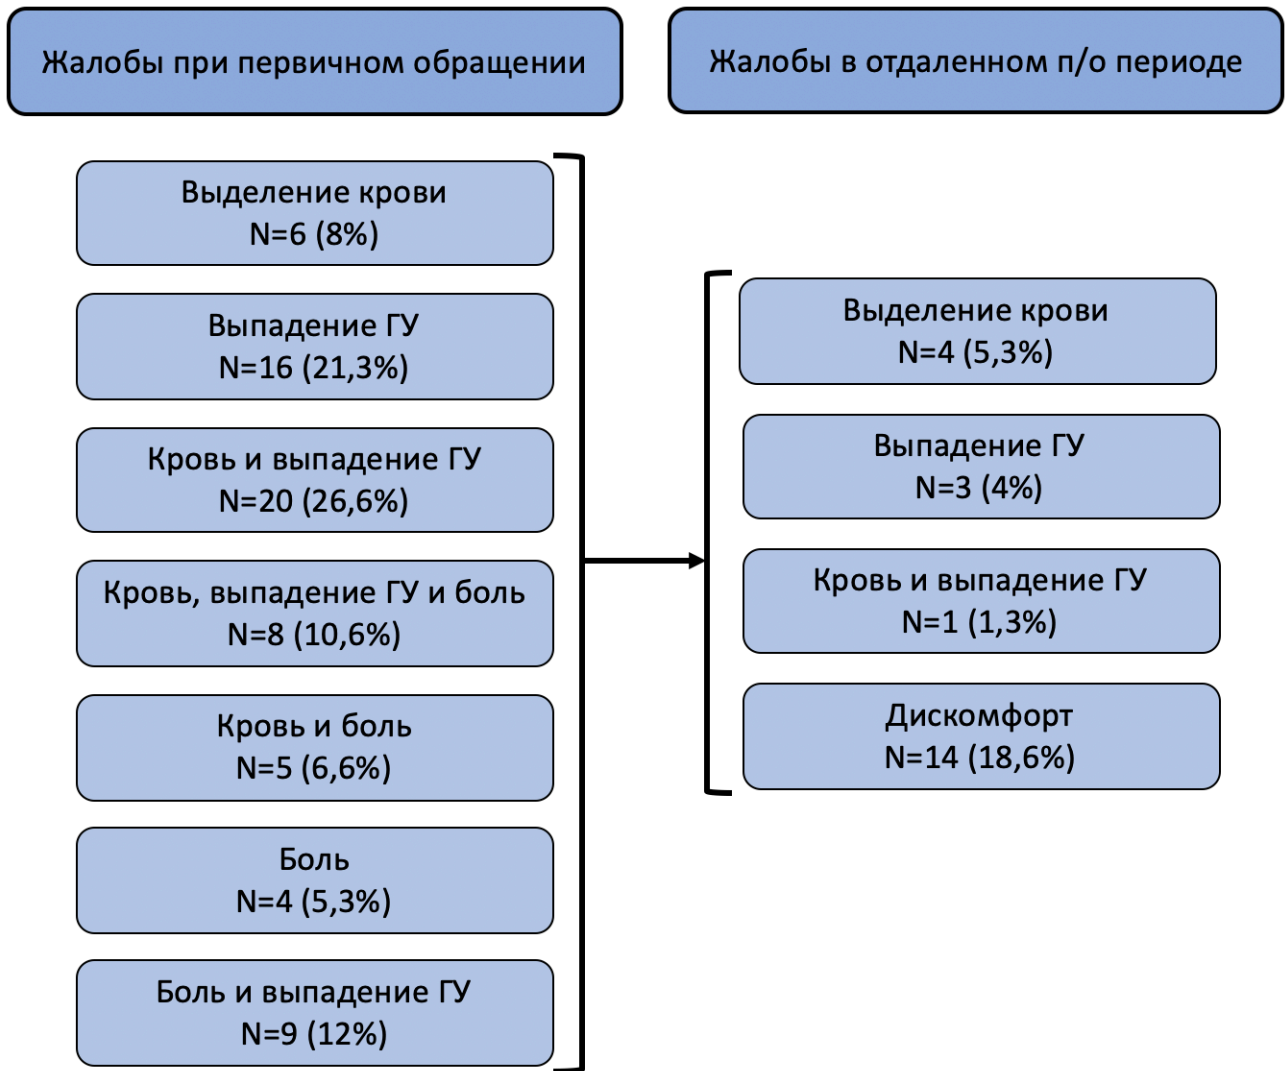 Жалобы при первичном обращении
Жалобы в отдаленном п/о периоде
Выделение крови
N=6 (8%)
Выпадение ГУ
N=16 (21,3%)
Кровь и выпадение ГУ
N=20 (26,6%)
Кровь, выпадение ГУ и боль
N=8 (10,6%)
Кровь и боль
N=5 (6,6%)
Боль
N=4 (5,3%)
Боль и выпадение ГУ
N=9 (12%)
Выделение крови
N=4 (5,3%)
Выпадение ГУ
N=3 (4%)
Кровь и выпадение ГУ
N=1 (1,3%)
Дискомфорт
N=14 (18,6%)